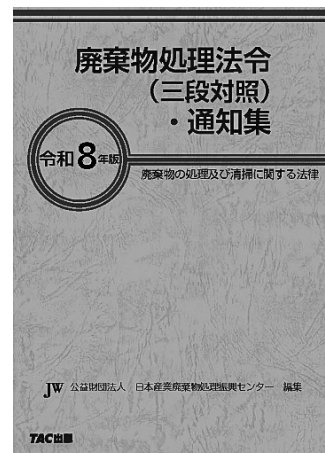 廃棄物処理法令
(三段対照)
・通知集
令和8年版
廃棄物の処理及び清掃に関する法律
JW 公益財団法人 日本産業廃棄物処理振興センター 編集
TAC出版